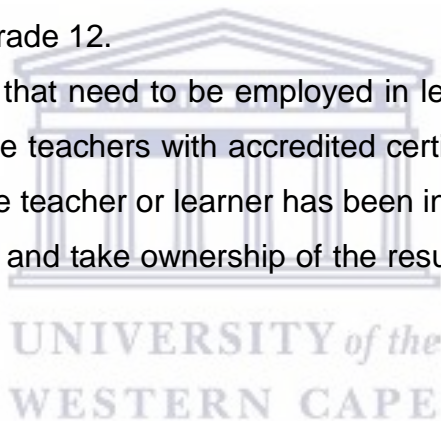 rade 12.
that need to be employed in le
e teachers with accredited certi
e teacher or learner has been in
and take ownership of the resu
UNIVERSITY of the
WESTERN CAPE